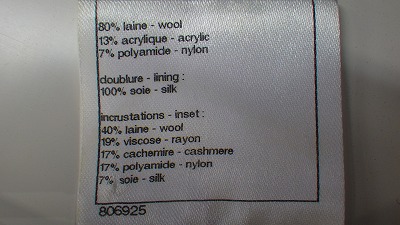 80% laine - wool
13% acrylique - acrylic
7% polyamide - nylon
doublure - lining :
100% soie - silk
incrustations - inset :
40% laine - wool
19% viscose - rayon
17% cachemire - cashmere
17% polyamide - nylon
7% soie - silk
806925